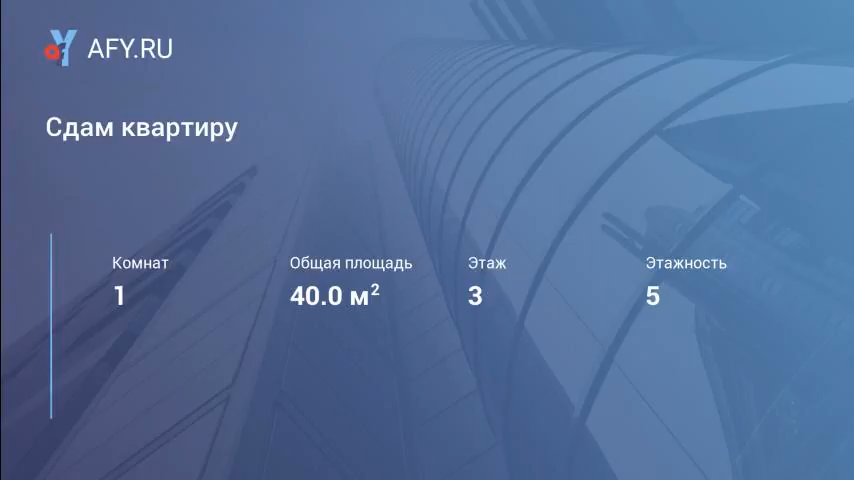 AFY.RU
Сдам квартиру
Комнат
1
Общая площадь
40.0 м²
Этаж
3
Этажность
5